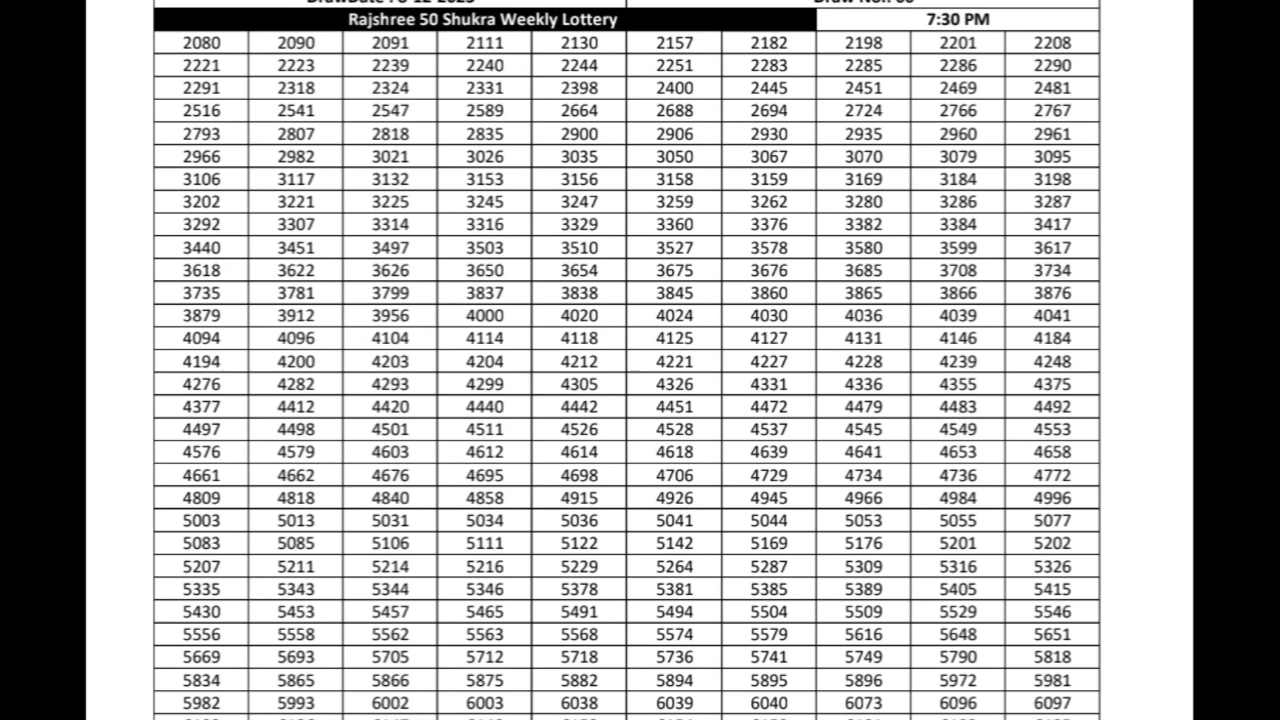 Rajshree 50 Shukra Weekly Lottery 7:30 PM
2080 2090 2091 2111 2130 2157 2182 2198 2201 2208
2221 2223 2239 2240 2244 2251 2283 2285 2286 2290
2291 2318 2324 2331 2398 2400 2445 2451 2469 2481
2516 2541 2547 2589 2664 2688 2694 2724 2766 2767
2793 2807 2818 2835 2900 2906 2930 2935 2960 2961
2966 2982 3021 3026 3035 3050 3067 3070 3079 3095
3106 3117 3132 3153 3156 3158 3159 3169 3184 3198
3202 3221 3225 3245 3247 3259 3262 3280 3286 3287
3292 3307 3314 3316 3329 3360 3376 3382 3384 3417
3440 3451 3497 3503 3510 3527 3578 3580 3599 3617
3618 3622 3626 3650 3654 3675 3676 3685 3708 3734
3735 3781 3799 3837 3838 3845 3860 3865 3866 3876
3879 3912 3956 4000 4020 4024 4030 4036 4039 4041
4094 4096 4104 4114 4118 4125 4127 4131 4146 4184
4194 4200 4203 4204 4212 4221 4227 4228 4239 4248
4276 4282 4293 4299 4305 4326 4331 4336 4355 4375
4377 4412 4420 4440 4442 4451 4472 4479 4483 4492
4497 4498 4501 4511 4526 4528 4537 4545 4549 4553
4576 4579 4603 4612 4614 4618 4639 4641 4653 4658
4661 4662 4676 4695 4698 4706 4729 4734 4736 4772
4809 4818 4840 4858 4915 4926 4945 4966 4984 4996
5003 5013 5031 5034 5036 5041 5044 5053 5055 5077
5083 5085 5106 5111 5122 5142 5169 5176 5201 5202
5207 5211 5214 5216 5229 5264 5287 5309 5316 5326
5335 5343 5344 5346 5378 5381 5385 5389 5405 5415
5430 5453 5457 5465 5491 5494 5504 5509 5529 5546
5556 5558 5562 5563 5568 5574 5579 5616 5648 5651
5669 5693 5705 5712 5718 5736 5741 5749 5790 5818
5834 5865 5866 5875 5882 5894 5895 5896 5972 5981
5982 5993 6002 6003 6038 6039 6040 6073 6096 6097